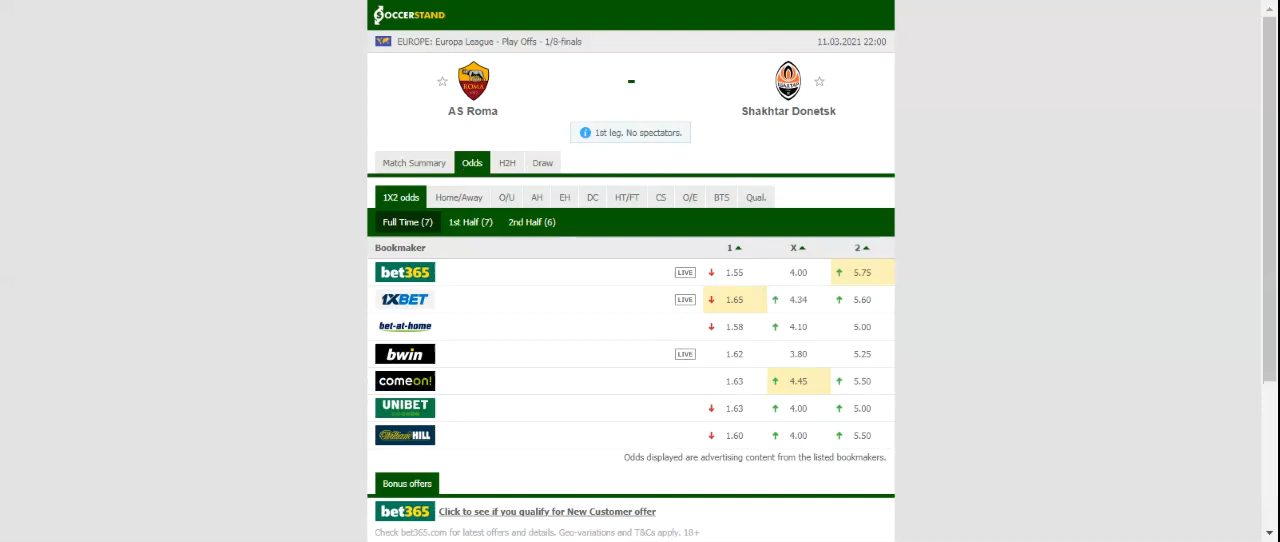 SOCCERSTAND
EUROPE: Europa League - Play Offs - 1/8-finals 11.03.2021 22:00
ROMA
-
AS Roma Shakhtar Donetsk
1st leg. No spectators.
Match Summary Odds H2H Draw
1X2 odds Home/Away O/U AH EH DC HT/FT CS O/E BTS Qual.
Full Time (7) 1st Half (7) 2nd Half (6)
Bookmaker 1 X 2
bet365 LIVE 1.55 4.00 5.75
1XBET LIVE 1.65 4.34 5.60
bet-at-home 1.58 4.10 5.00
bwin LIVE 1.62 3.80 5.25
comeon! 1.63 4.45 5.50
UNIBET 1.63 4.00 5.00
William HILL 1.60 4.00 5.50
Odds displayed are advertising content from the listed bookmakers.
Bonus offers
bet365 Click to see if you qualify for New Customer offer
Check bet365.com for latest offers and details. Geo-variations and T&Cs apply. 18+